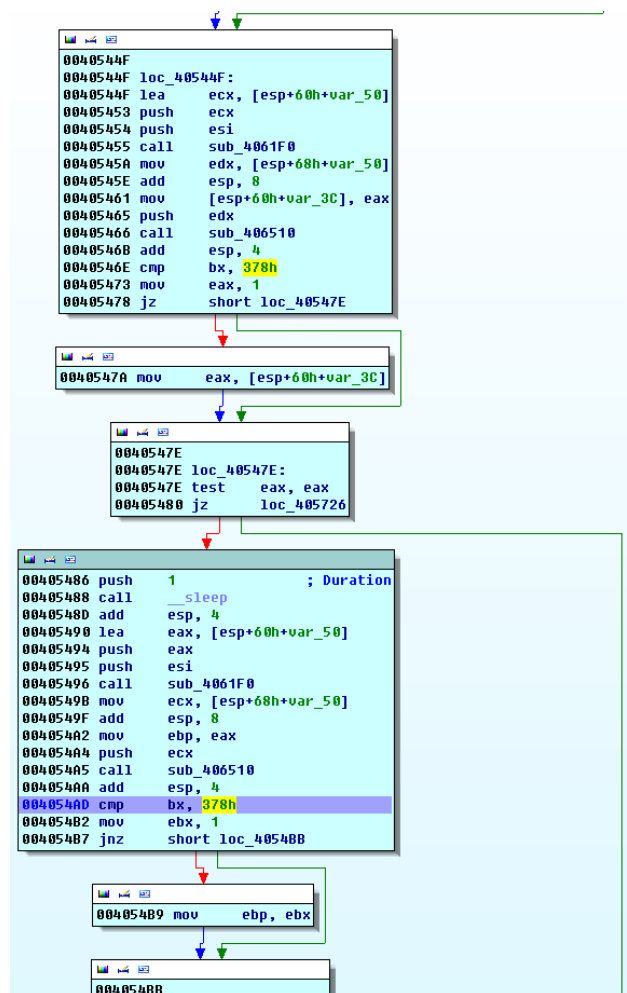 0040544F
0040544F loc_40544F:
0040544F lea ecx, [esp+60h+var_50]
00405453 push ecx
00405454 push esi
00405455 call sub_4061F0
0040545A mov edx, [esp+68h+var_50]
0040545E add esp, 8
00405461 mov [esp+60h+var_3C], eax
00405465 push edx
00405466 call sub_406510
0040546B add esp, 4
0040546E cmp bx, 378h
00405473 mov eax, 1
00405478 jz short loc_40547E
0040547A mov eax, [esp+60h+var_3C]
0040547E
0040547E loc_40547E:
0040547E test eax, eax
00405480 jz loc_405726
00405486 push 1 ; Duration
00405488 call __sleep
0040548D add esp, 4
00405490 lea eax, [esp+60h+var_50]
00405494 push eax
00405495 push esi
00405496 call sub_4061F0
0040549B mov ecx, [esp+68h+var_50]
0040549F add esp, 8
004054A2 mov ebp, eax
004054A4 push ecx
004054A5 call sub_406510
004054AA add esp, 4
004054AD cmp bx, 378h
004054B2 mov ebx, 1
004054B7 jnz short loc_4054BB
004054B9 mov ebp, ebx
004054BB